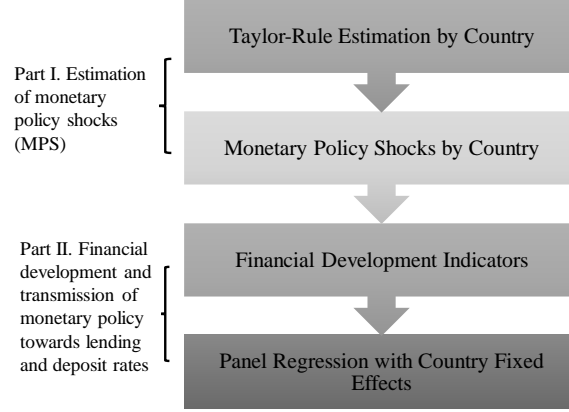 Taylor-Rule Estimation by Country
Part I. Estimation
of monetary
policy shocks
(MPS)
Monetary Policy Shocks by Country
Part II. Financial
development and
transmission of
monetary policy
towards lending
and deposit rates
Financial Development Indicators
Panel Regression with Country Fixed
Effects